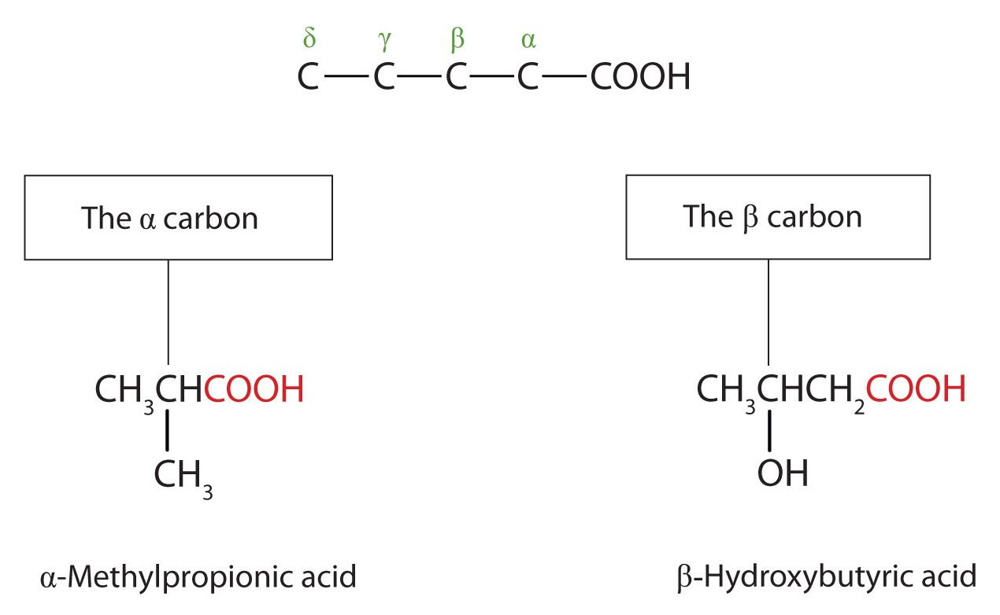 δ γ β α
C—C—C—C—COOH
The α carbon
The β carbon
CH₃CHCOOH
CH₃CHCH₂COOH
CH₃
OH
α-Methylpropionic acid
β-Hydroxybutyric acid